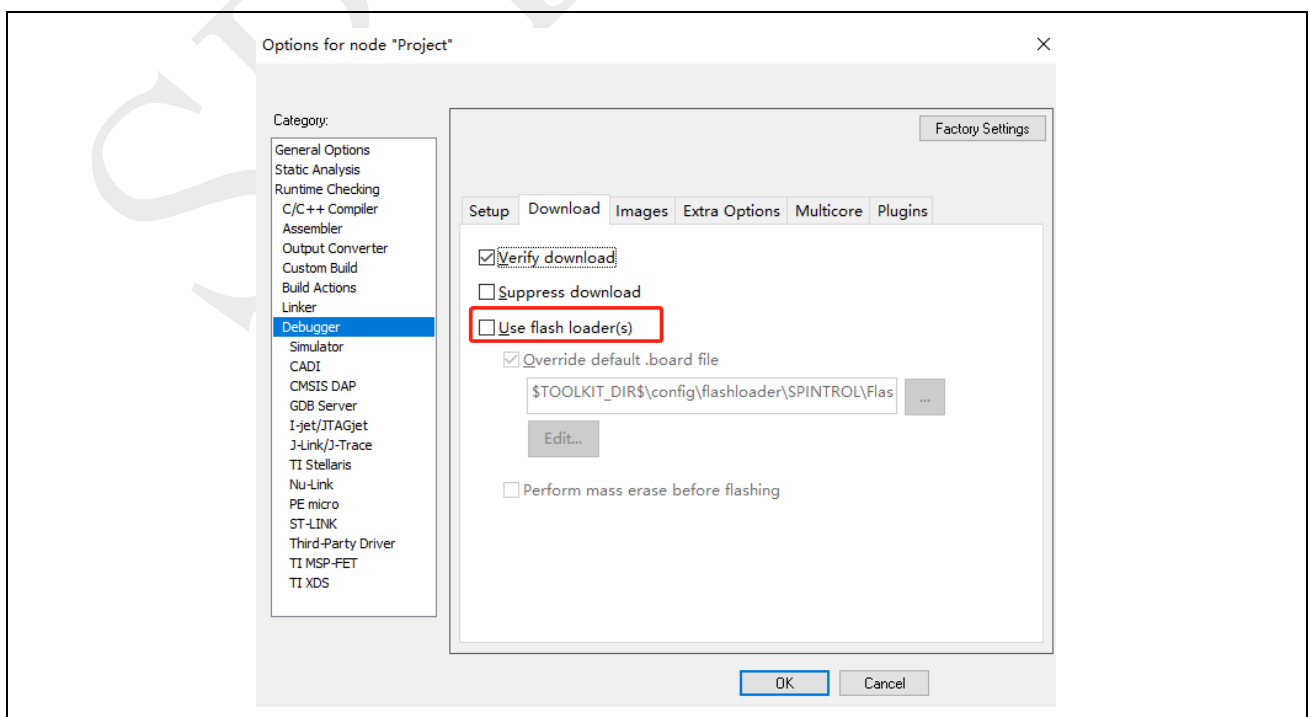 Options for node "Project"
Category:
Factory Settings
General Options
Static Analysis
Runtime Checking
C/C++ Compiler
Assembler
Output Converter
Custom Build
Build Actions
Linker
Debugger
Simulator
CADI
CMSIS DAP
GDB Server
I-jet/JTAGjet
J-Link/J-Trace
TI Stellaris
Nu-Link
PE micro
ST-LINK
Third-Party Driver
TI MSP-FET
TI XDS
Setup Download Images Extra Options Multicore Plugins
Verify download
Suppress download
Use flash loader(s)
Override default .board file
$TOOLKIT_DIR$\config\flashloader\SPINTROL\Flas
...
Edit...
Perform mass erase before flashing
OK Cancel